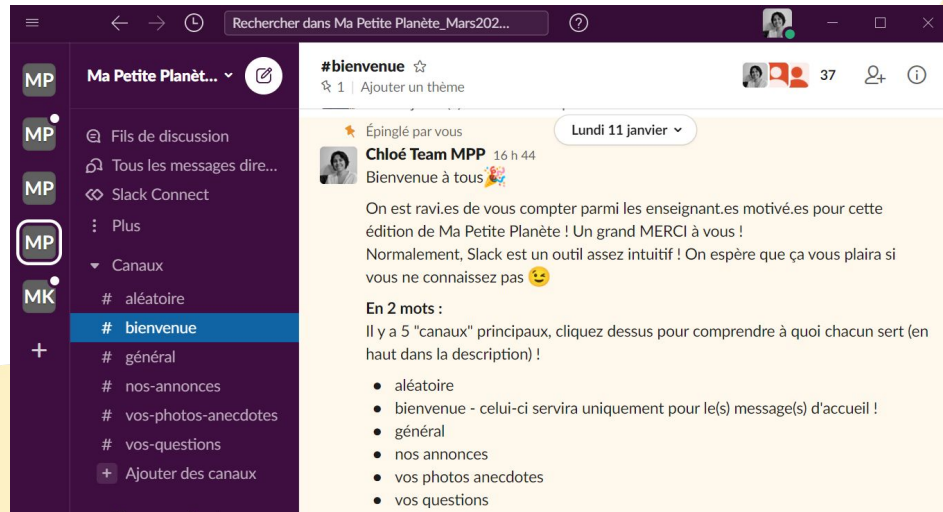 Rechercher dans Ma Petite Planète_Mars202...
MP
MP
MP
MP
MK
+
Ma Petite Planèt...
Fils de discussion
Tous les messages dire...
Slack Connect
Plus
Canaux
# aléatoire
# bienvenue
# général
# nos-annonces
# vos-photos-anecdotes
# vos-questions
+ Ajouter des canaux
#bienvenue
1 | Ajouter un thème
37
Épinglé par vous
Lundi 11 janvier
Chloé Team MPP 16 h 44
Bienvenue à tous
On est ravi.es de vous compter parmi les enseignant.es motivé.es pour cette
édition de Ma Petite Planète ! Un grand MERCI à vous !
Normalement, Slack est un outil assez intuitif ! On espère que ça vous plaira si
vous ne connaissez pas
En 2 mots :
Il y a 5 "canaux" principaux, cliquez dessus pour comprendre à quoi chacun sert (en
haut dans la description) !
● aléatoire
● bienvenue - celui-ci servira uniquement pour le(s) message(s) d'accueil !
● général
● nos annonces
● vos photos anecdotes
● vos questions